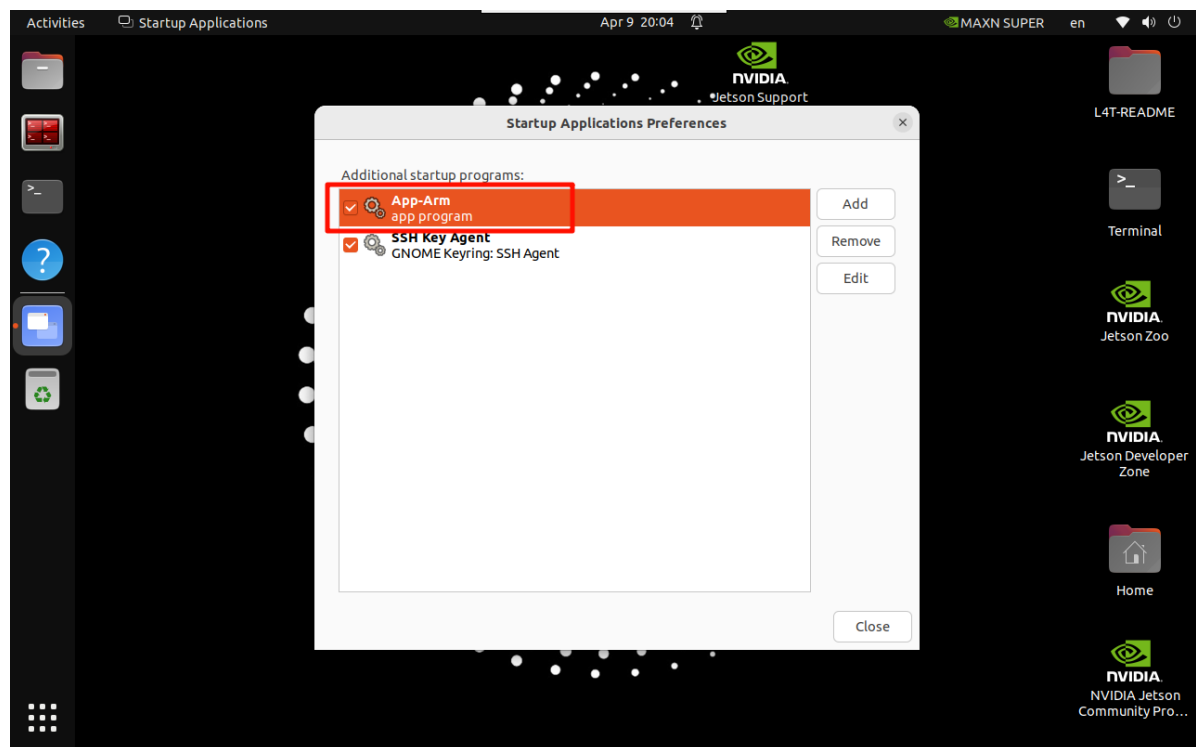 Activities
Startup Applications
Apr 9 20:04
MAXN SUPER
en
NVIDIA.
Jetson Support
L4T-README
Startup Applications Preferences
Additional startup programs:
App-Arm
app program
SSH Key Agent
GNOME Keyring: SSH Agent
Add
Remove
Edit
Close
>_
Terminal
NVIDIA.
Jetson Zoo
NVIDIA.
Jetson Developer
Zone
Home
NVIDIA.
NVIDIA Jetson
Community Pro...